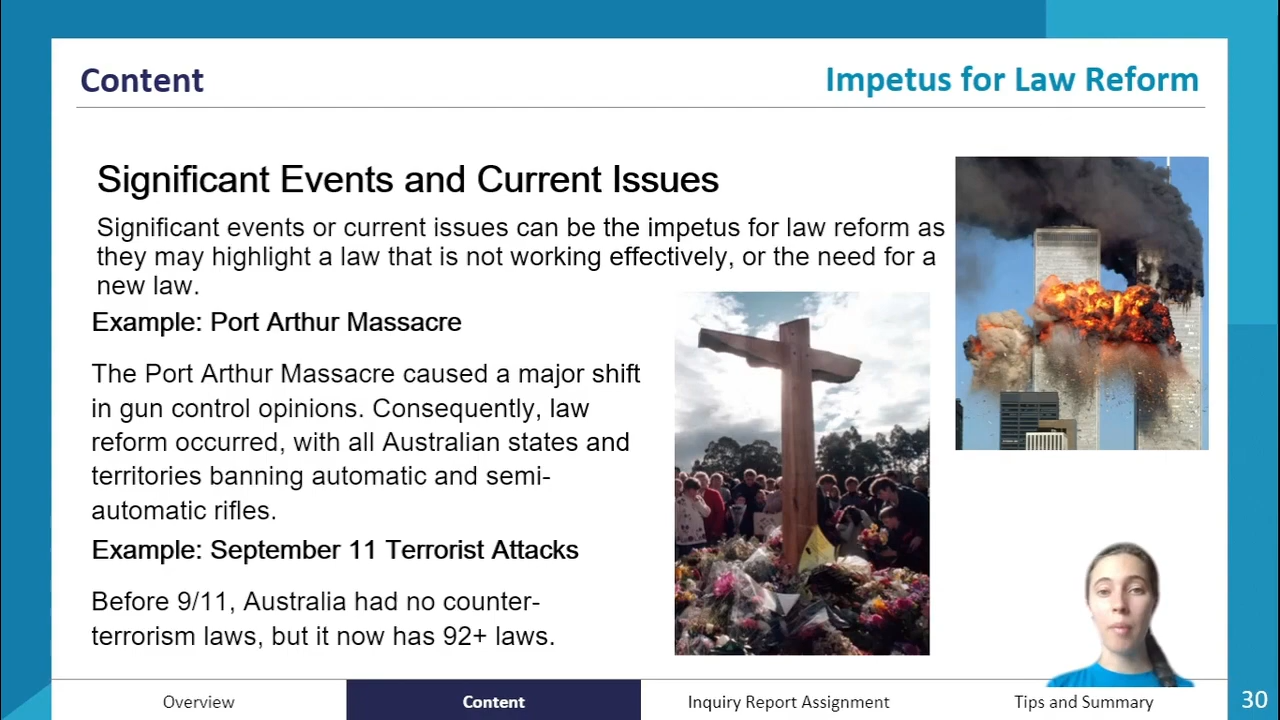 Content
Impetus for Law Reform
Significant Events and Current Issues
Significant events or current issues can be the impetus for law reform as
they may highlight a law that is not working effectively, or the need for a
new law.
Example: Port Arthur Massacre
The Port Arthur Massacre caused a major shift
in gun control opinions. Consequently, law
reform occurred, with all Australian states and
territories banning automatic and semi-
automatic rifles.
Example: September 11 Terrorist Attacks
Before 9/11, Australia had no counter-
terrorism laws, but it now has 92+ laws.
Overview
Content
Inquiry Report Assignment
Tips and Summary
30